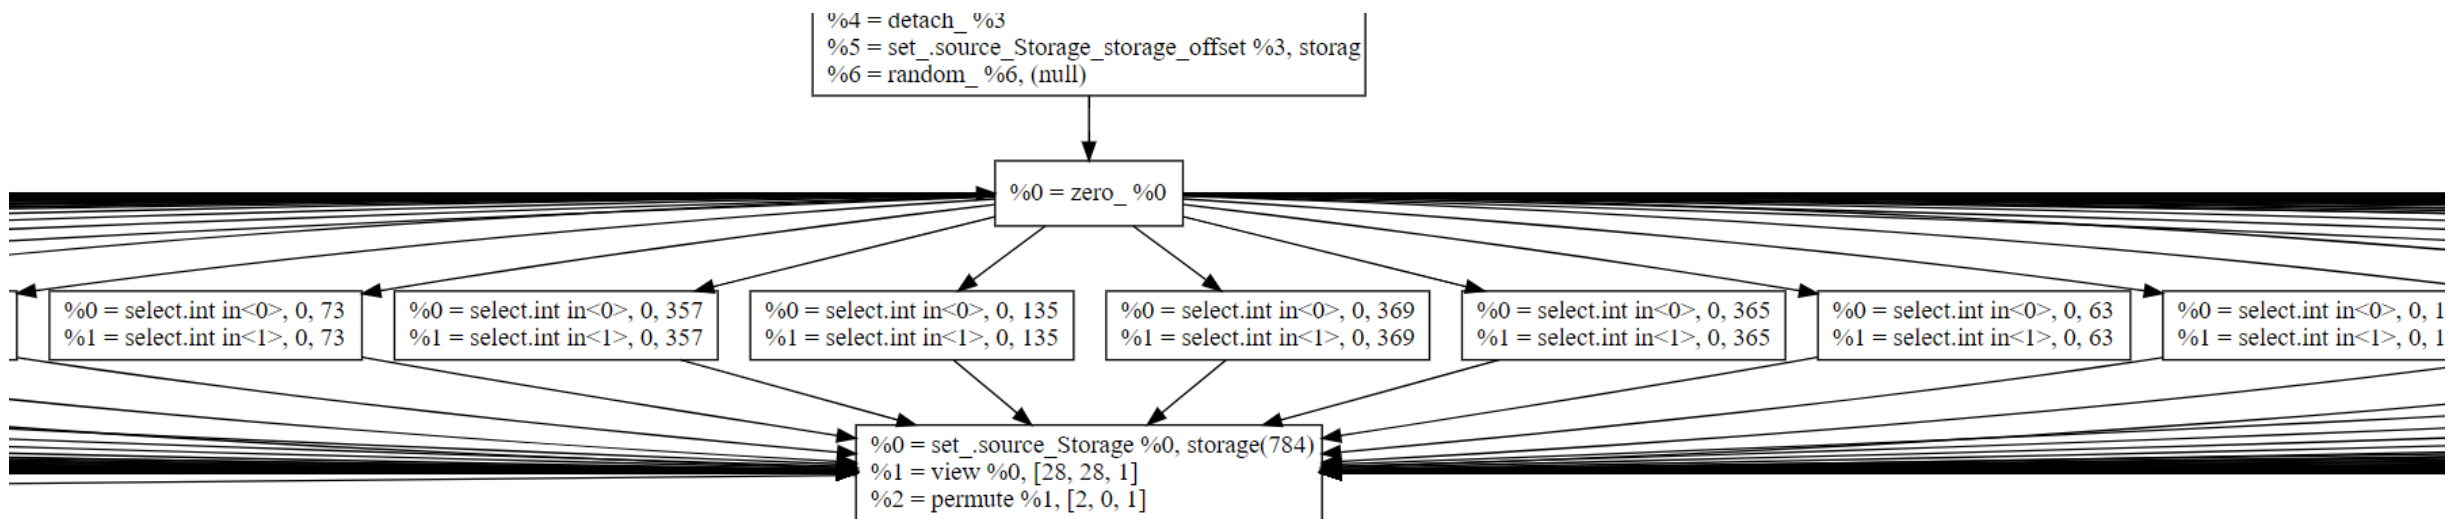 %4 = detach_ %3
%5 = set_.source_Storage_storage_offset %3, storag
%6 = random_ %6, (null)
%0 = zero_ %0
%0 = select.int in<0>, 0, 73
%1 = select.int in<1>, 0, 73
%0 = select.int in<0>, 0, 357
%1 = select.int in<1>, 0, 357
%0 = select.int in<0>, 0, 135
%1 = select.int in<1>, 0, 135
%0 = select.int in<0>, 0, 369
%1 = select.int in<1>, 0, 369
%0 = select.int in<0>, 0, 365
%1 = select.int in<1>, 0, 365
%0 = select.int in<0>, 0, 63
%1 = select.int in<1>, 0, 63
%0 = select.int in<0>, 0, 1
%1 = select.int in<1>, 0, 1
%0 = set_.source_Storage %0, storage(784)
%1 = view %0, [28, 28, 1]
%2 = permute %1, [2, 0, 1]